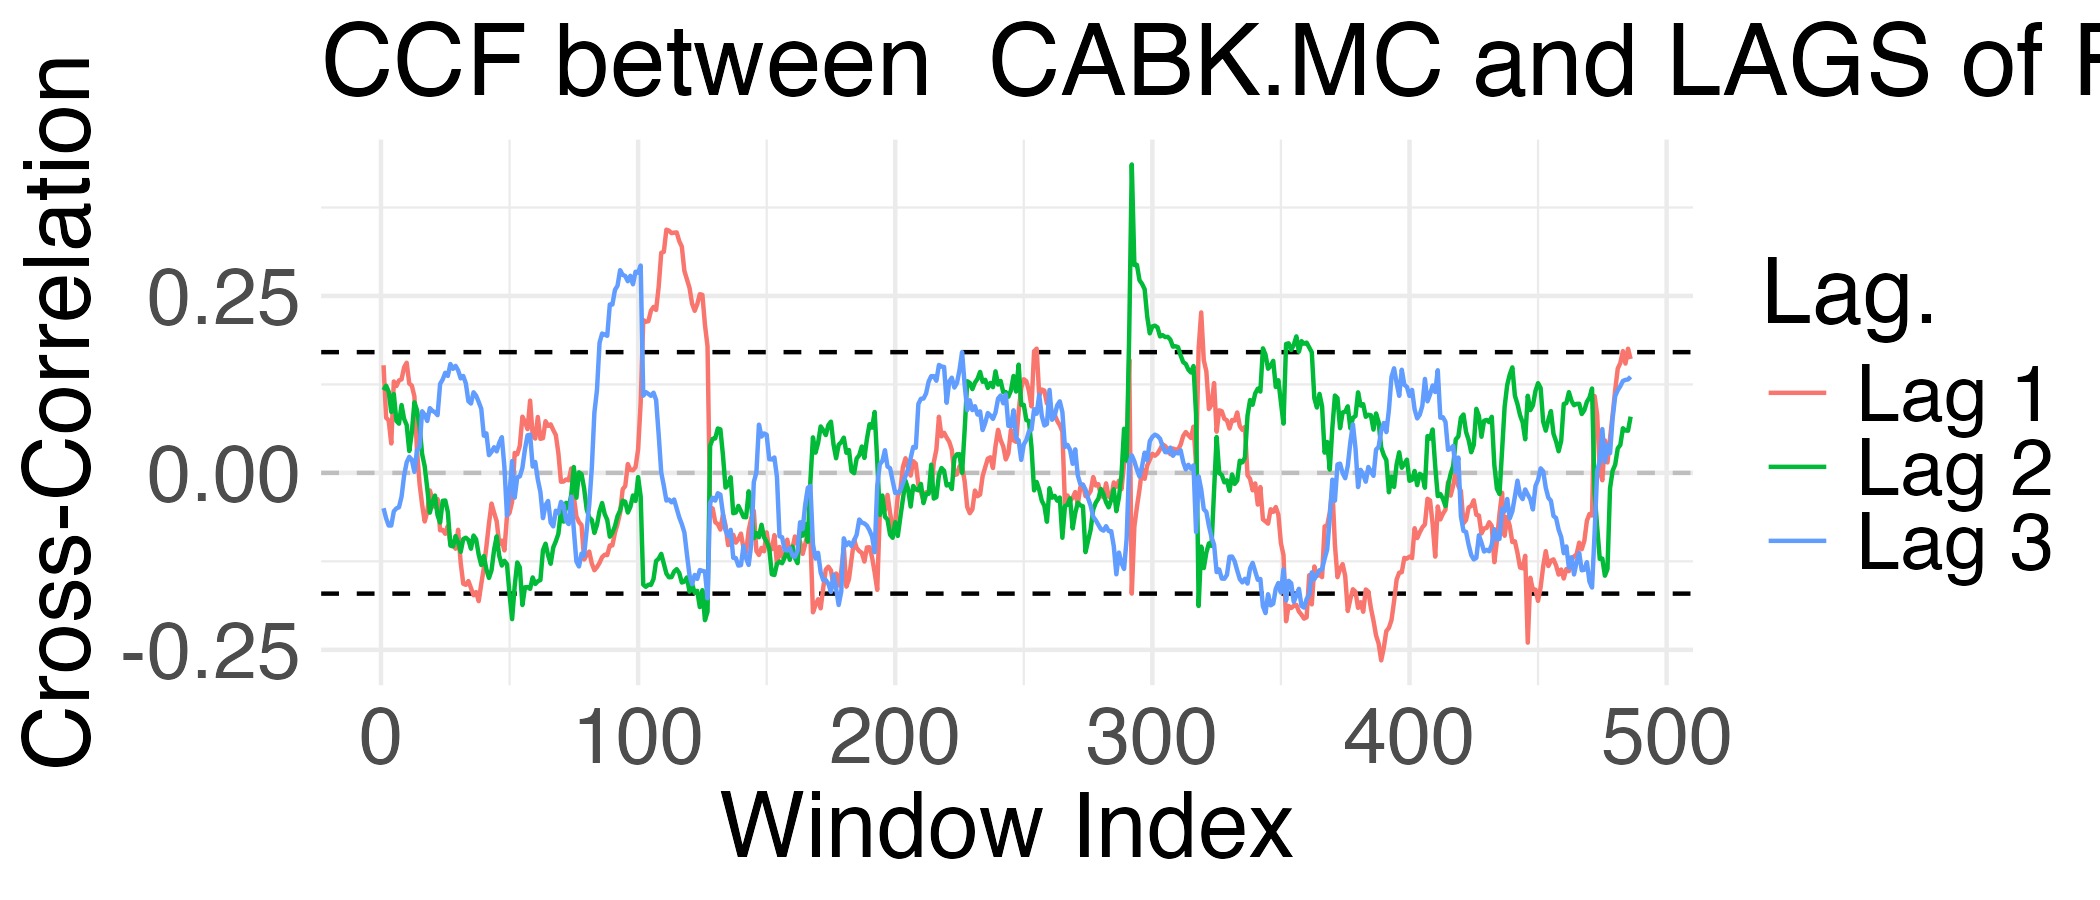 CCF between  CABK.MC and LAGS of
Cross-Correlation
0.25
0.00
-0.25
0 100 200 300 400 500
Window Index
Lag.
Lag 1
Lag 2
Lag 3